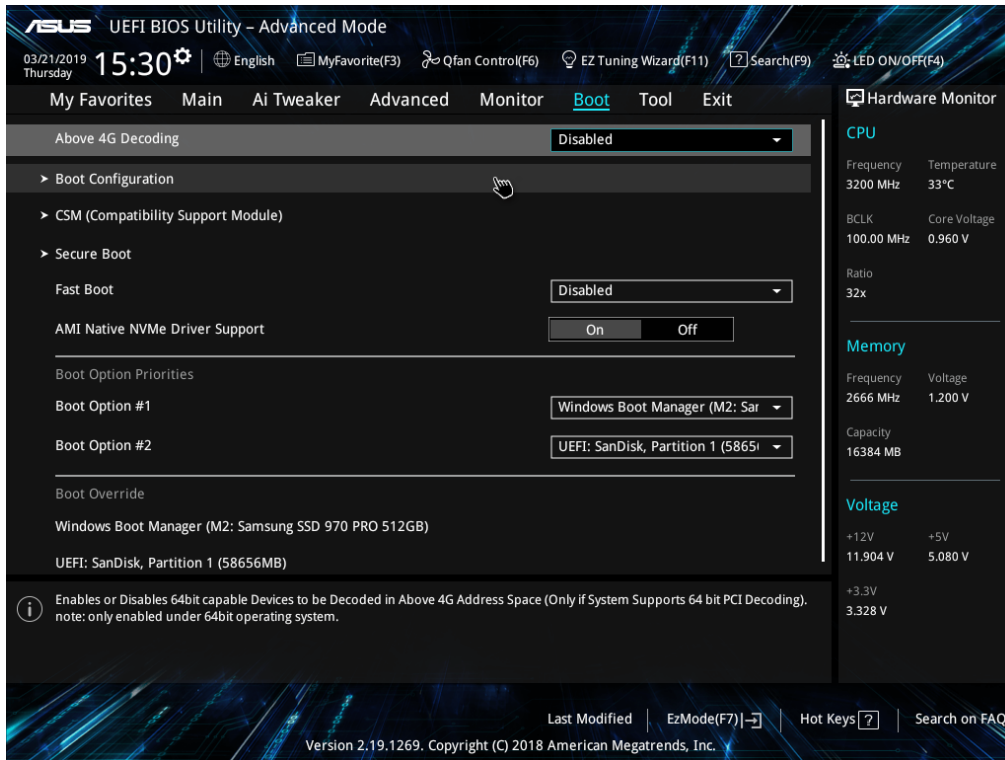 ASUS UEFI BIOS Utility – Advanced Mode
03/21/2019
Thursday
15:30
English
MyFavorite(F3)
Qfan Control(F6)
EZ Tuning Wizard(F11)
? Search(F9)
LED ON/OFF(F4)
My Favorites Main Ai Tweaker Advanced Monitor Boot Tool Exit
Hardware Monitor
Above 4G Decoding Disabled
> Boot Configuration
> CSM (Compatibility Support Module)
> Secure Boot
Fast Boot Disabled
AMI Native NVMe Driver Support On Off
Boot Option Priorities
Boot Option #1 Windows Boot Manager (M2: Sar
Boot Option #2 UEFI: SanDisk, Partition 1 (5865
Boot Override
Windows Boot Manager (M2: Samsung SSD 970 PRO 512GB)
UEFI: SanDisk, Partition 1 (58656MB)
CPU
Frequency Temperature
3200 MHz 33°C
BCLK Core Voltage
100.00 MHz 0.960 V
Ratio
32x
Memory
Frequency Voltage
2666 MHz 1.200 V
Capacity
16384 MB
Voltage
+12V +5V
11.904 V 5.080 V
+3.3V
3.328 V
i
Enables or Disables 64bit capable Devices to be Decoded in Above 4G Address Space (Only if System Supports 64 bit PCI Decoding).
note: only enabled under 64bit operating system.
Last Modified EzMode(F7) Hot Keys ? Search on FAQ
Version 2.19.1269. Copyright (C) 2018 American Megatrends, Inc.